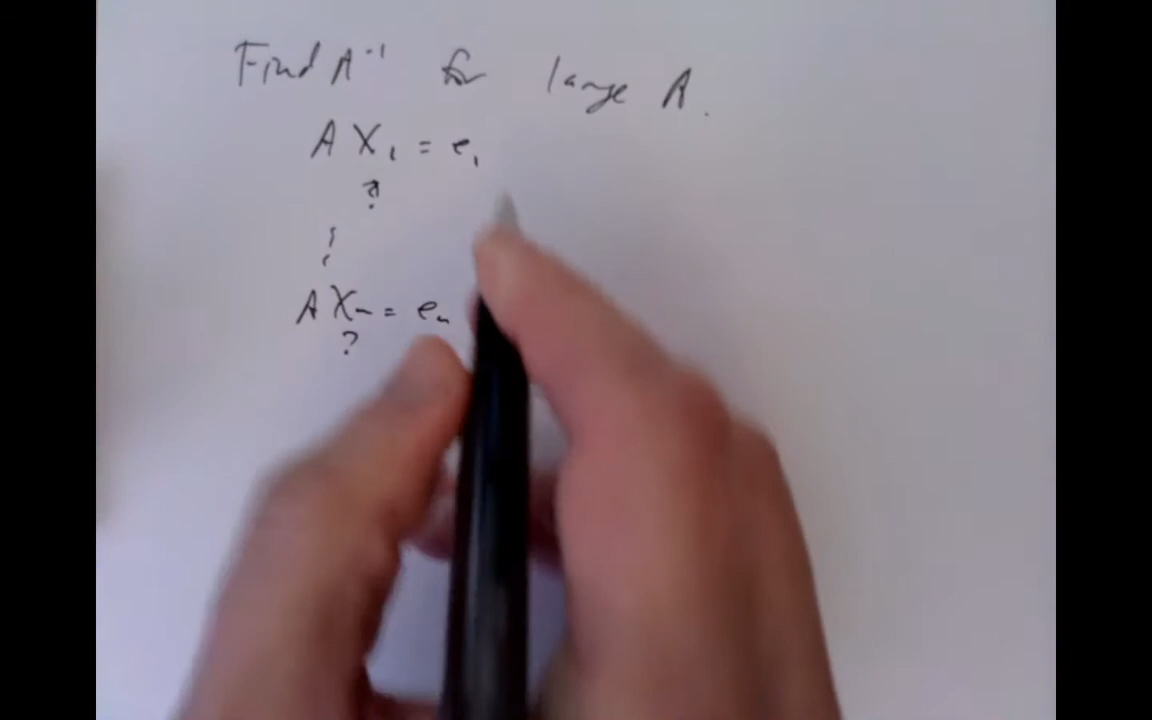 Find A⁻¹ for large A.
A X₁ = e₁
?
⋮
A Xₙ = eₙ
?